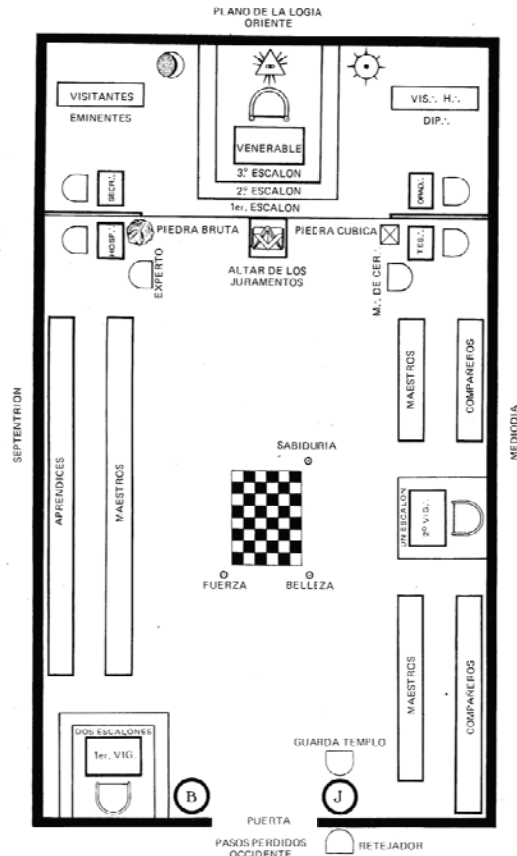 PLANO DE LA LOGIA
ORIENTE
VISITANTES
EMINENTES
VIS∴ H∴
DIP∴
VENERABLE
3º ESCALON
2º ESCALON
1er. ESCALON
SECR∴
ORAD∴
HOSP∴
PIEDRA BRUTA
PIEDRA CUBICA
TES∴
EXPERTO
ALTAR DE LOS
JURAMENTOS
M∴ DE CER∴
SEPTENTRION
MEDIODIA
APRENDICES
MAESTROS
MAESTROS
COMPAÑEROS
SABIDURIA
UN ESCALON
2º VIG∴
FUERZA
BELLEZA
MAESTROS
COMPAÑEROS
DOS ESCALONES
1er. VIG.
GUARDA TEMPLO
B
J
PUERTA
PASOS PERDIDOS
OCCIDENTE
RETEJADOR